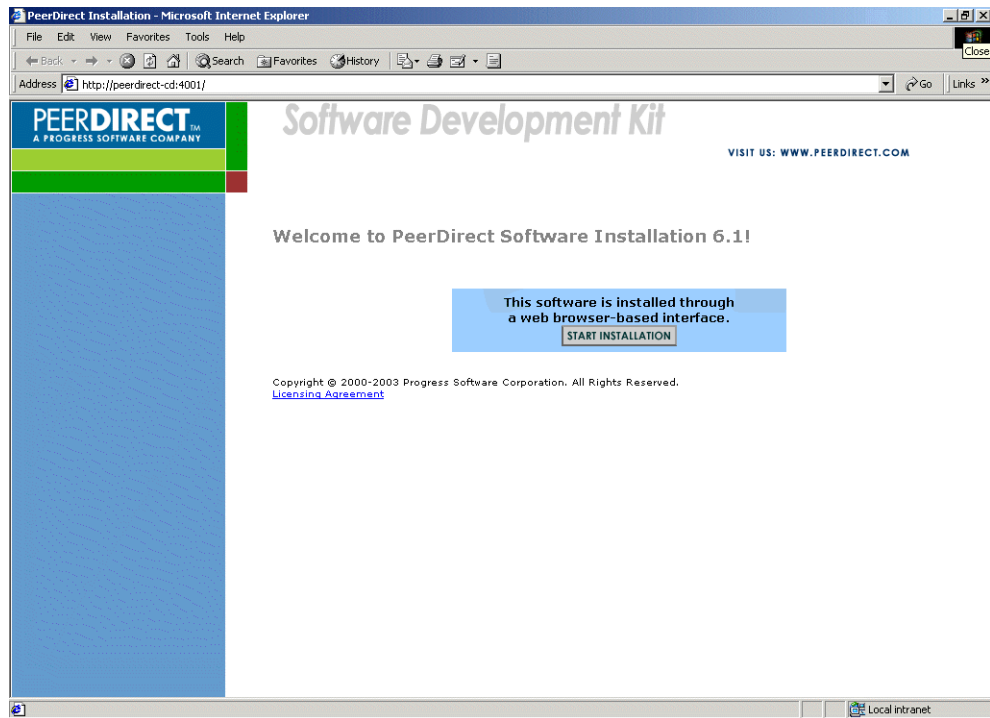 PeerDirect Installation - Microsoft Internet Explorer
File Edit View Favorites Tools Help
Close
Back Search Favorites History
Address http://peerdirect-cd:4001/ Go Links »
PEERDIRECT TM
A PROGRESS SOFTWARE COMPANY
Software Development Kit
VISIT US: WWW.PEERDIRECT.COM
Welcome to PeerDirect Software Installation 6.1!
This software is installed through
a web browser-based interface.
START INSTALLATION
Copyright © 2000-2003 Progress Software Corporation. All Rights Reserved.
Licensing Agreement
Local intranet